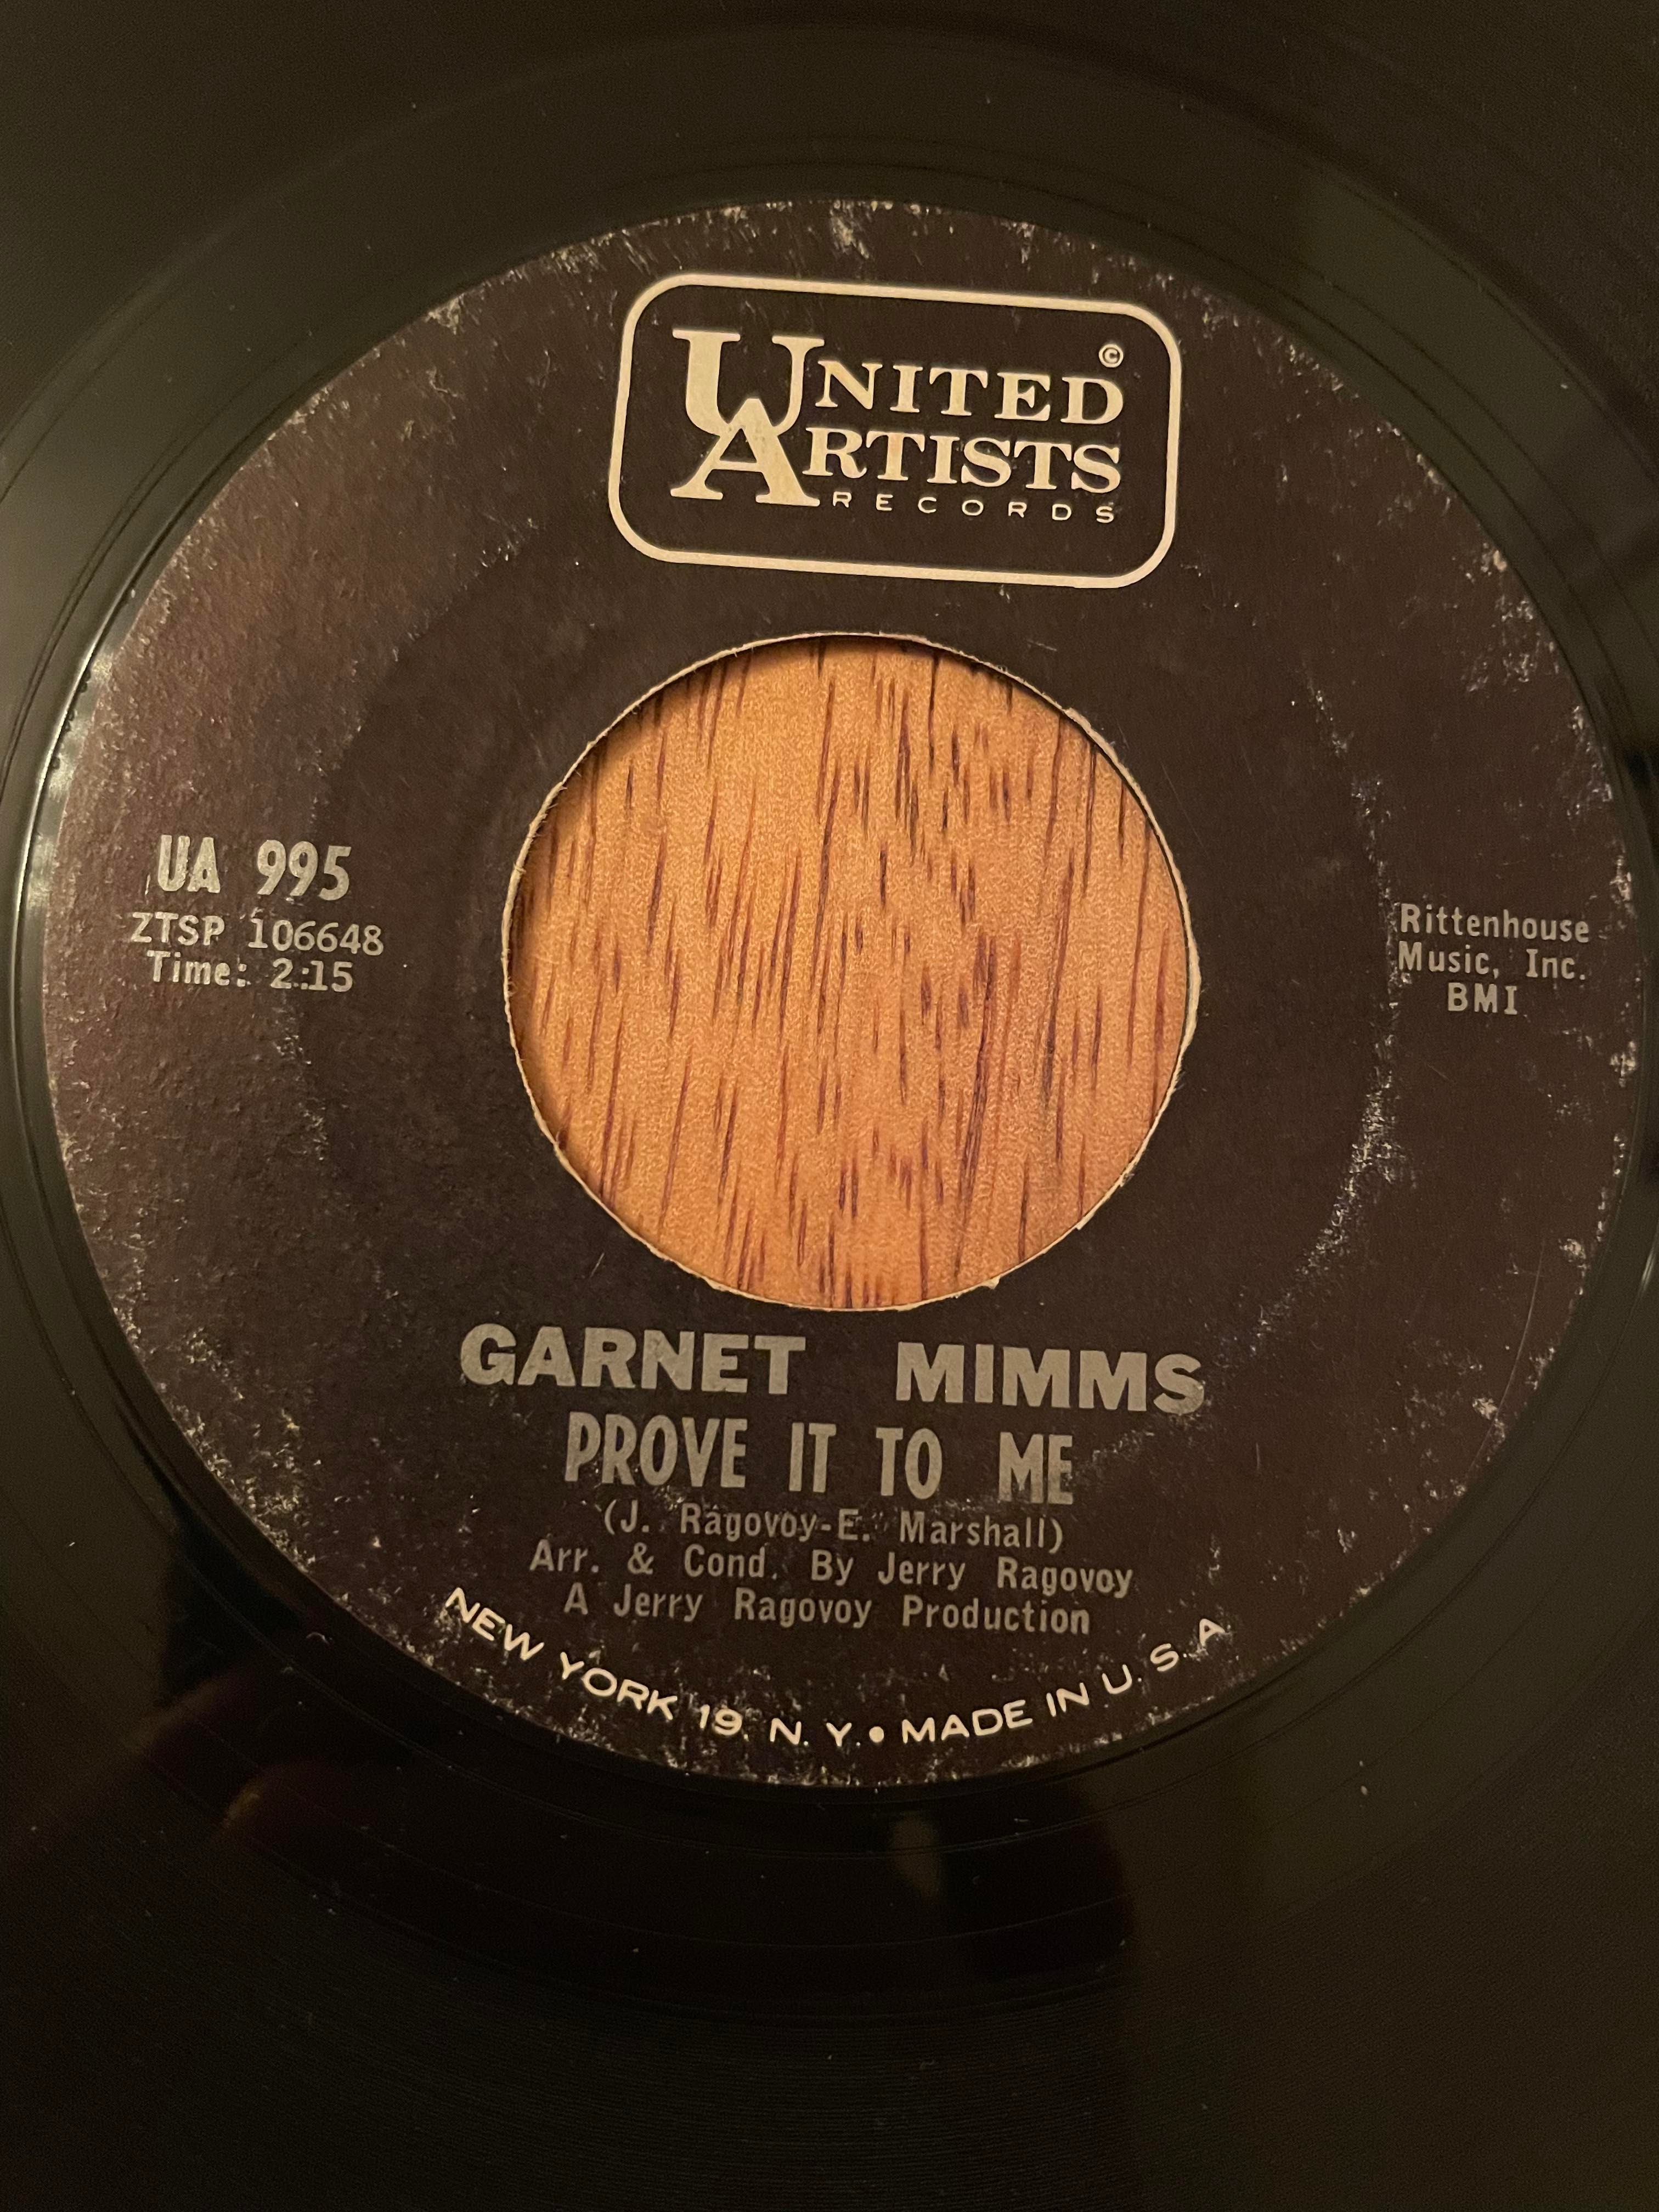 UNITED ©
ARTISTS
RECORDS
UA 995
ZTSP 106648
Time: 2:15
Rittenhouse
Music, Inc.
BMI
GARNET MIMMS
PROVE IT TO ME
(J. Ragovoy-E. Marshall)
Arr. & Cond. By Jerry Ragovoy
A Jerry Ragovoy Production
NEW YORK 19, N. Y. • MADE IN U. S. A